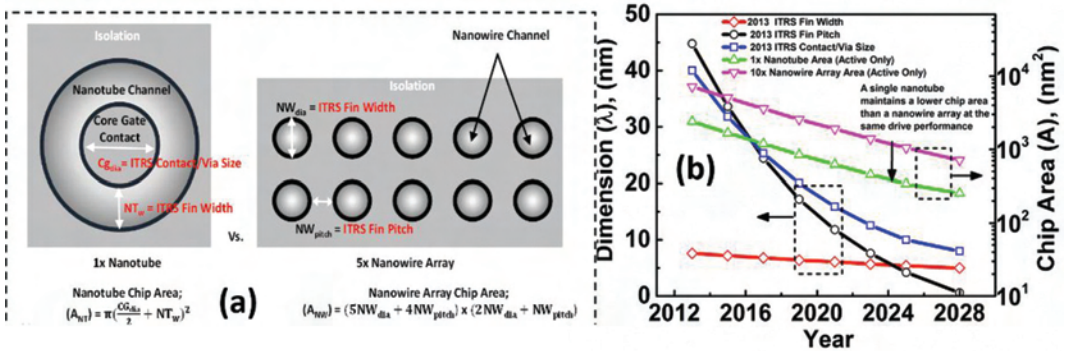 Isolation
Nanotube Channel
Core Gate
Contact
Cg_dia = ITRS Contact/Via Size
NT_W = ITRS Fin Width
1x Nanotube
Nanotube Chip Area;
(A_NT) = π(CG_dia/2 + NT_W)²
Vs.
(a)
Nanowire Channel
Isolation
NW_dia = ITRS Fin Width
NW_pitch = ITRS Fin Pitch
5x Nanowire Array
Nanowire Array Chip Area;
(A_NW) = (5NW_dia + 4NW_pitch) x (2NW_dia + NW_pitch)
2013 ITRS Fin Width
2013 ITRS Fin Pitch
2013 ITRS Contact/Via Size
1x Nanotube Area (Active Only)
10x Nanowire Array Area (Active Only)
A single nanotube
maintains a lower chip area
than a nanowire array at the
same drive performance
(b)
Dimension (λ), (nm)
50
40
30
20
10
0
Chip Area (A), (nm²)
10⁴
10³
10²
10¹
2012 2016 2020 2024 2028
Year